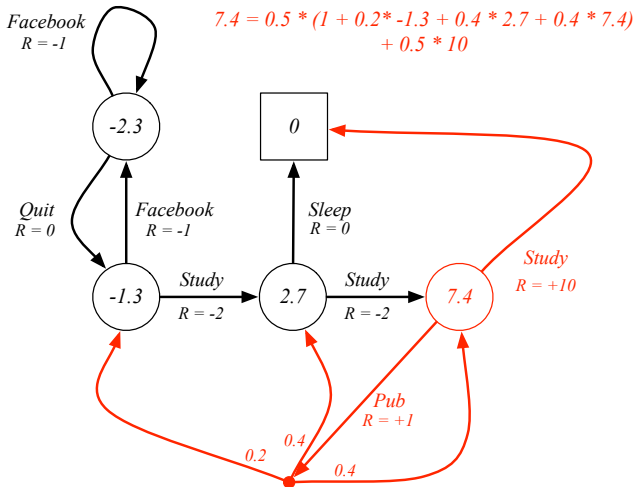 Facebook
R = -1
7.4 = 0.5 * (1 + 0.2* -1.3 + 0.4 * 2.7 + 0.4 * 7.4)
+ 0.5 * 10
-2.3
0
Quit
R = 0
Facebook
R = -1
Sleep
R = 0
Study
R = +10
-1.3
Study
R = -2
2.7
Study
R = -2
7.4
Pub
R = +1
0.2
0.4
0.4